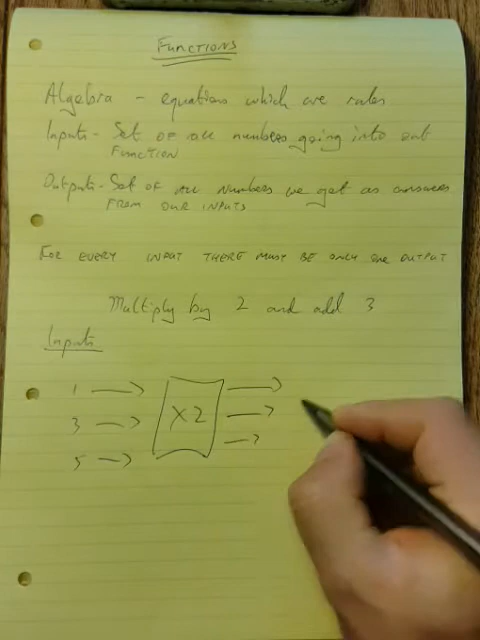 FUNCTIONS
Algebra - equations which are rules
Inputs - Set of all numbers going into out
FUNCTION
Outputs - Set of all numbers we get as answers
FROM OUR INPUTS
FOR EVERY INPUT THERE MUST BE ONLY one OUTPUT
Multiply by 2 and add 3
Inputs
1
3
×2
5